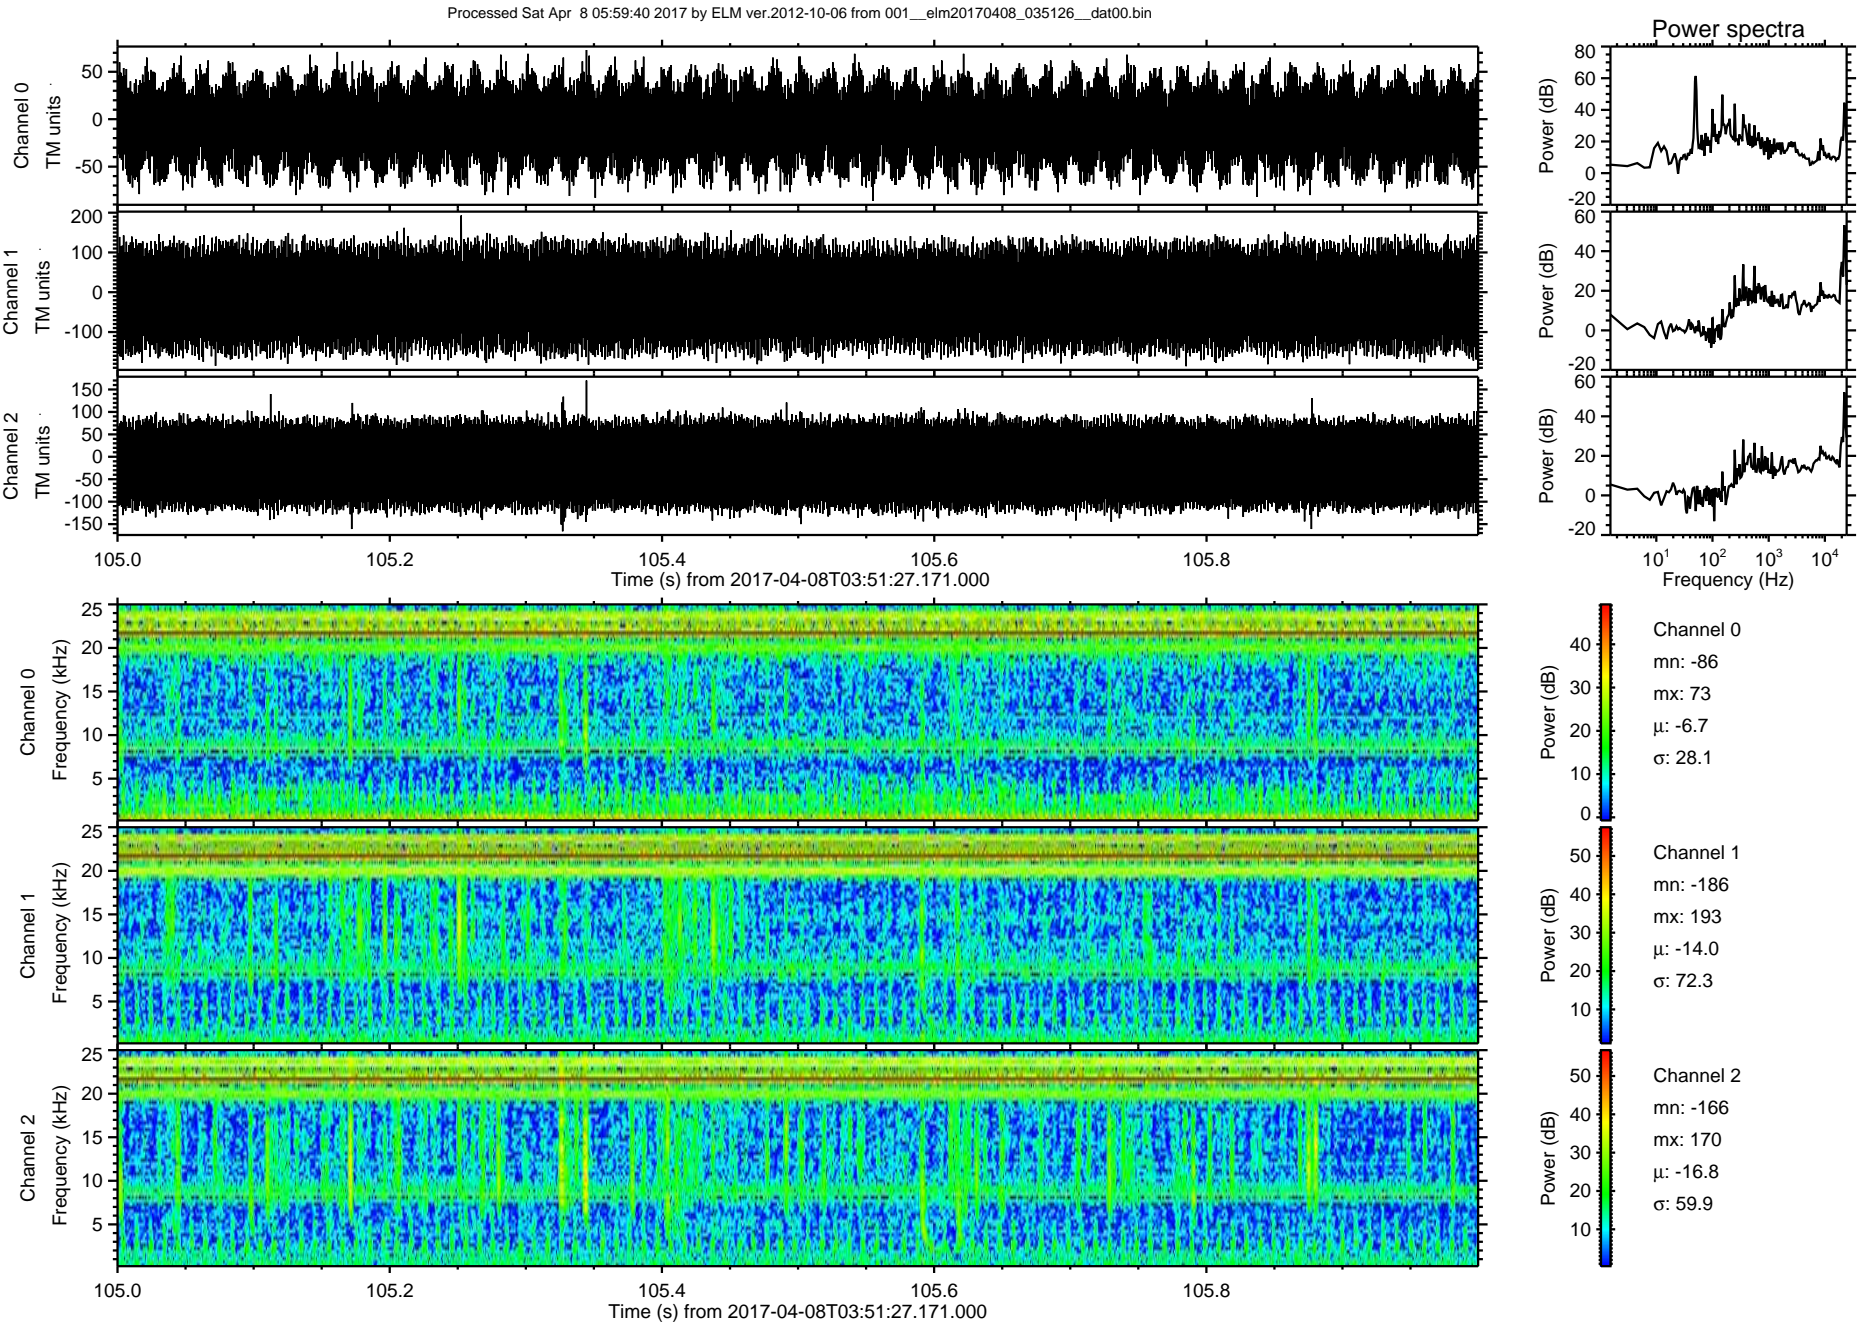 Processed Sat Apr  8 05:59:40 2017 by ELM ver.2012-10-06 from 001__elm20170408_035126__dat00.bin
Power spectra
Channel 0
TM units
50
0
-50
Power (dB)
80
60
40
20
0
-20
Channel 1
TM units
200
100
0
-100
Power (dB)
60
40
20
0
-20
Channel 2
TM units
150
100
50
0
-50
-100
-150
Power (dB)
60
40
20
0
-20
105.0 105.2 105.4 105.6 105.8
Time (s) from 2017-04-08T03:51:27.171.000
10^1 10^2 10^3 10^4
Frequency (Hz)
Channel 0
Frequency (kHz)
25
20
15
10
5
Power (dB)
40
30
20
10
0
Channel 0
mn: -86
mx: 73
μ: -6.7
σ: 28.1
Channel 1
Frequency (kHz)
25
20
15
10
5
Power (dB)
50
40
30
20
10
Channel 1
mn: -186
mx: 193
μ: -14.0
σ: 72.3
Channel 2
Frequency (kHz)
25
20
15
10
5
Power (dB)
50
40
30
20
10
Channel 2
mn: -166
mx: 170
μ: -16.8
σ: 59.9
105.0 105.2 105.4 105.6 105.8
Time (s) from 2017-04-08T03:51:27.171.000